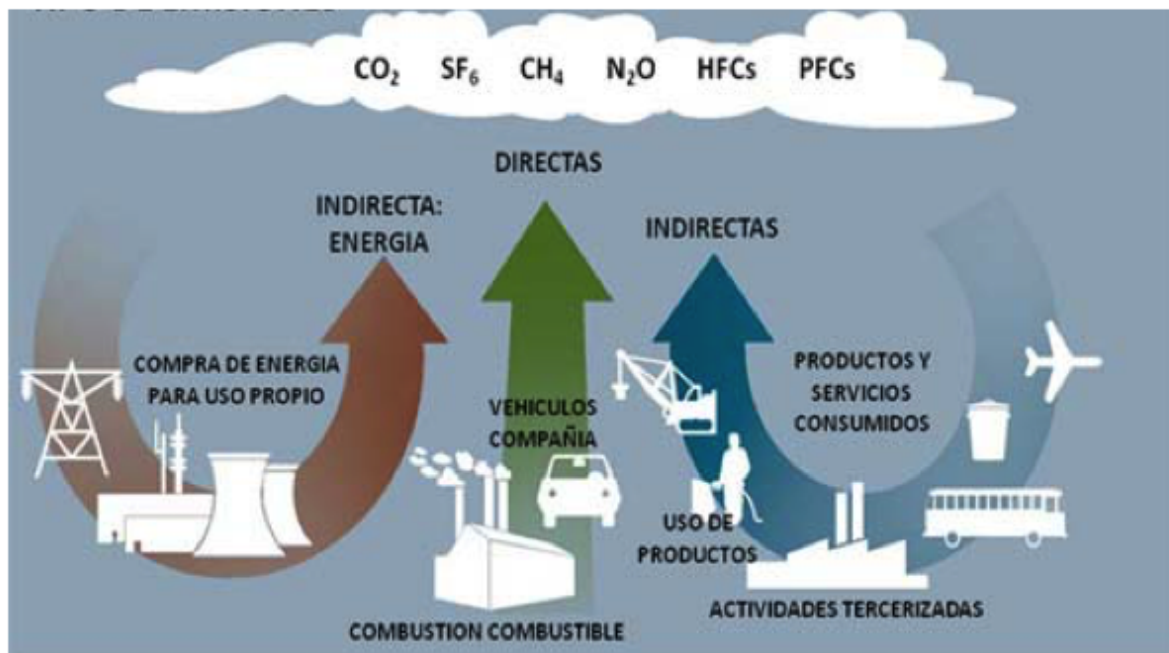 CO₂ SF₆ CH₄ N₂O HFCs PFCs
DIRECTAS
INDIRECTA:
ENERGIA
INDIRECTAS
COMPRA DE ENERGIA
PARA USO PROPIO
VEHICULOS
COMPAÑIA
PRODUCTOS Y
SERVICIOS
CONSUMIDOS
USO DE
PRODUCTOS
ACTIVIDADES TERCERIZADAS
COMBUSTION COMBUSTIBLE